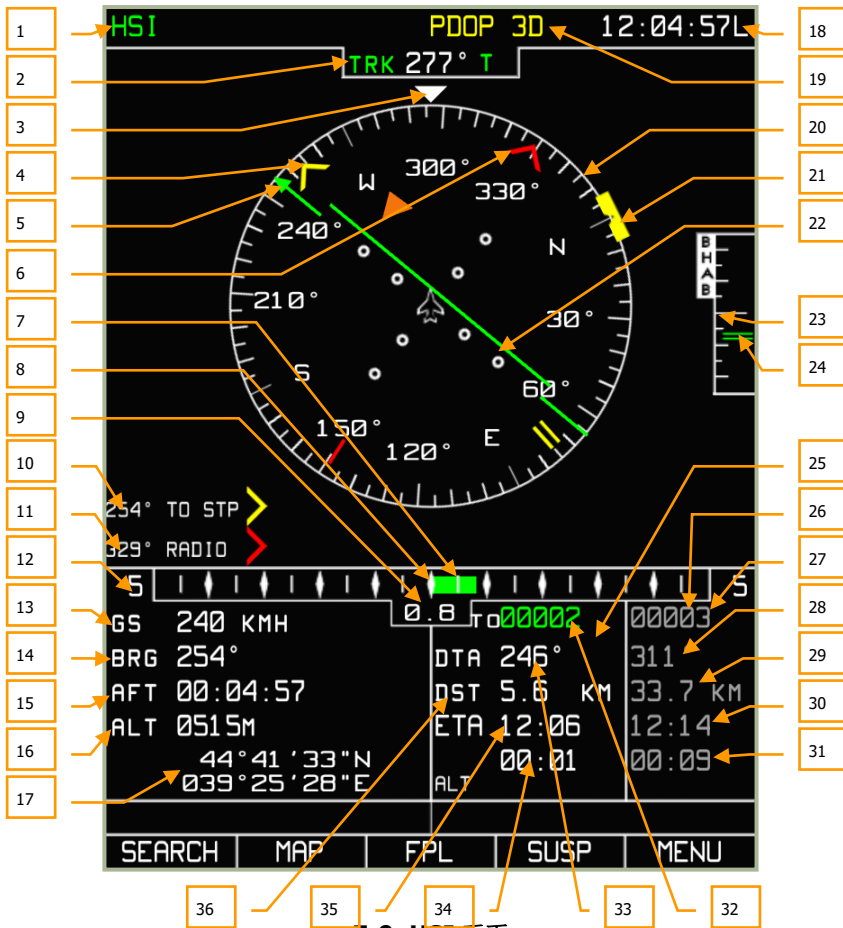 1
2
3
4
5
6
7
8
9
10
11
12
13
14
15
16
17
HSI PDOP 3D 12:04:57L
TRK 277° T
W 300° 330°
240° N
210° 30°
S 60°
150° 120° E
B
H
A
B
254° TO STP
329° RADIO
5 5
0.8
GS 240 KMH
BRG 254°
AFT 00:04:57
ALT 0515M
44°41'33"N
039°25'28"E
TO 00002 00003
DTA 246° 311
DST 5.6 KM 33.7 KM
ETA 12:06 12:14
00:01 00:09
ALT
SEARCH MAP FPL SUSP MENU
18
19
20
21
22
23
24
25
26
27
28
29
30
31
36 35 34 33 32